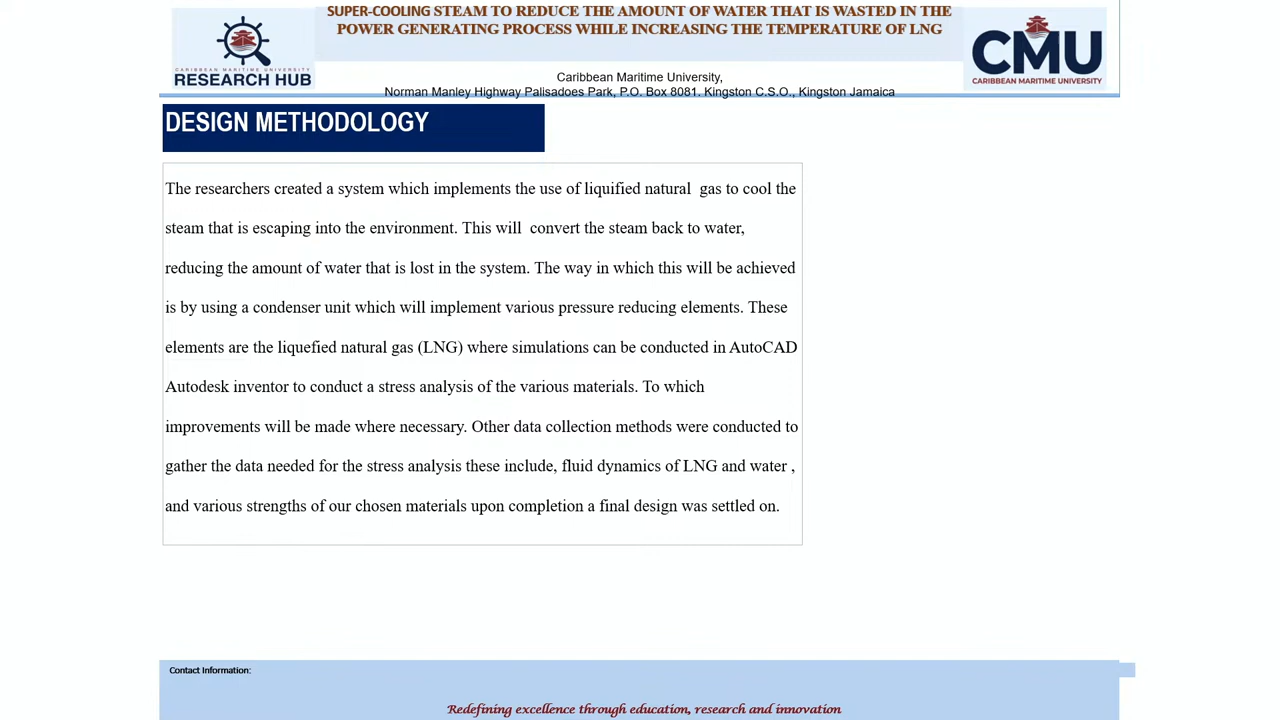 SUPER-COOLING STEAM TO REDUCE THE AMOUNT OF WATER THAT IS WASTED IN THE
POWER GENERATING PROCESS WHILE INCREASING THE TEMPERATURE OF LNG
CARIBBEAN MARITIME UNIVERSITY
RESEARCH HUB
CMU
CARIBBEAN MARITIME UNIVERSITY
Caribbean Maritime University,
Norman Manley Highway Palisadoes Park, P.O. Box 8081. Kingston C.S.O., Kingston Jamaica
DESIGN METHODOLOGY
The researchers created a system which implements the use of liquified natural  gas to cool the
steam that is escaping into the environment. This will  convert the steam back to water,
reducing the amount of water that is lost in the system. The way in which this will be achieved
is by using a condenser unit which will implement various pressure reducing elements. These
elements are the liquefied natural gas (LNG) where simulations can be conducted in AutoCAD
Autodesk inventor to conduct a stress analysis of the various materials. To which
improvements will be made where necessary. Other data collection methods were conducted to
gather the data needed for the stress analysis these include, fluid dynamics of LNG and water ,
and various strengths of our chosen materials upon completion a final design was settled on.
Contact Information:
Redefining excellence through education, research and innovation